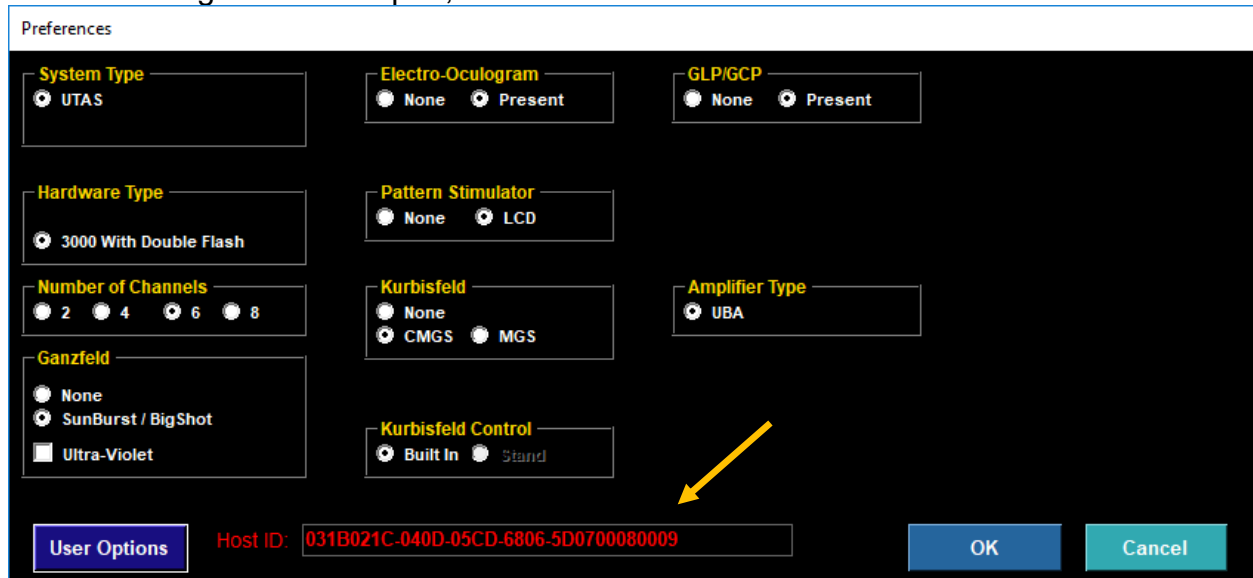 Preferences
System Type
UTAS
Electro-Oculogram
None Present
GLP/GCP
None Present
Hardware Type
3000 With Double Flash
Pattern Stimulator
None LCD
Number of Channels
2 4 6 8
Kurbisfeld
None
CMGS MGS
Amplifier Type
UBA
Ganzfeld
None
SunBurst / BigShot
Ultra-Violet
Kurbisfeld Control
Built In Stand
User Options
Host ID: 031B021C-040D-05CD-6806-5D0700080009
OK
Cancel